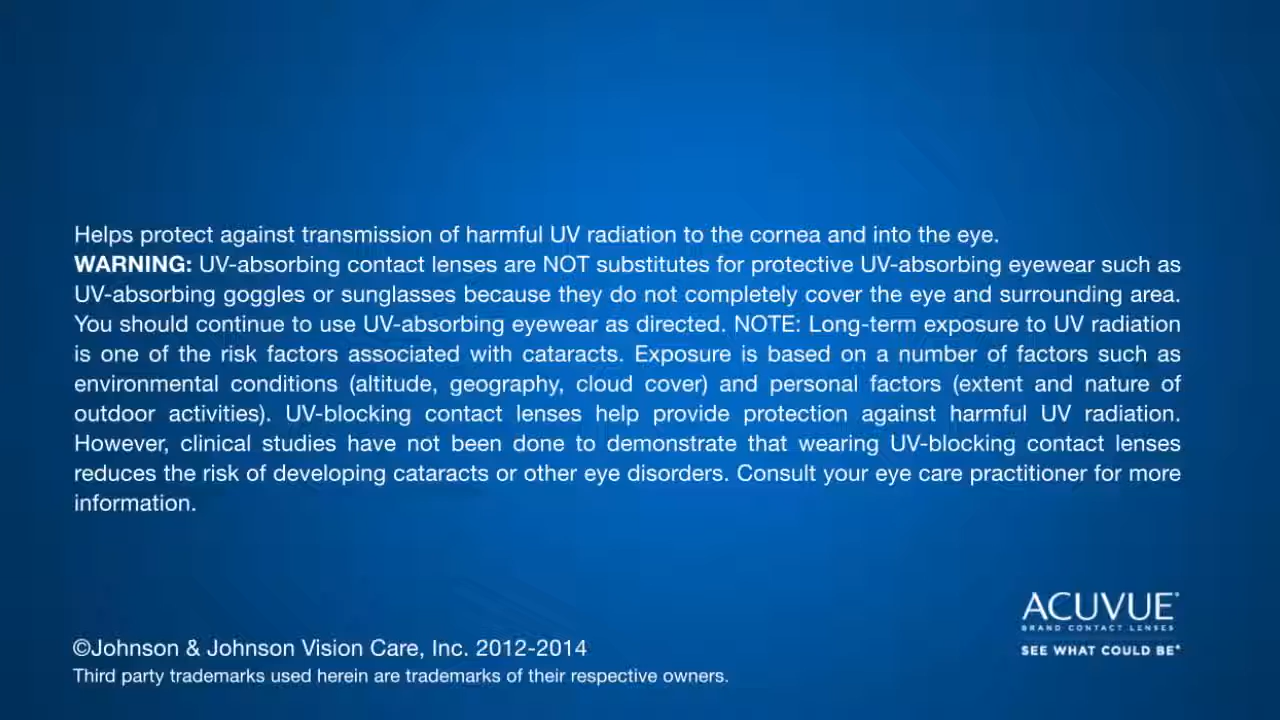 Helps protect against transmission of harmful UV radiation to the cornea and into the eye.
WARNING: UV-absorbing contact lenses are NOT substitutes for protective UV-absorbing eyewear such as
UV-absorbing goggles or sunglasses because they do not completely cover the eye and surrounding area.
You should continue to use UV-absorbing eyewear as directed. NOTE: Long-term exposure to UV radiation
is one of the risk factors associated with cataracts. Exposure is based on a number of factors such as
environmental conditions (altitude, geography, cloud cover) and personal factors (extent and nature of
outdoor activities). UV-blocking contact lenses help provide protection against harmful UV radiation.
However, clinical studies have not been done to demonstrate that wearing UV-blocking contact lenses
reduces the risk of developing cataracts or other eye disorders. Consult your eye care practitioner for more
information.
ACUVUE®
BRAND CONTACT LENSES
SEE WHAT COULD BE®
©Johnson & Johnson Vision Care, Inc. 2012-2014
Third party trademarks used herein are trademarks of their respective owners.